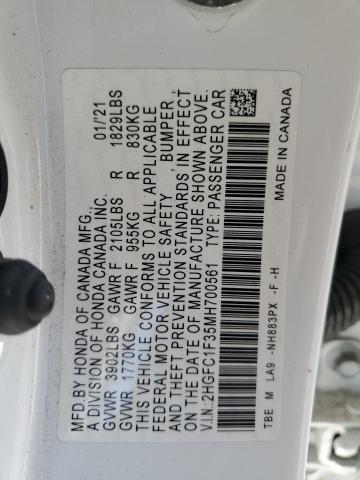 MFD. BY HONDA OF CANADA MFG.,
A DIVISION OF HONDA CANADA INC. 01/'21
GVWR 3902LBS GAWR F 2105LBS R 1829LBS
GVWR 1770KG GAWR F 955KG R 830KG
THIS VEHICLE CONFORMS TO ALL APPLICABLE
FEDERAL MOTOR VEHICLE SAFETY, BUMPER,
AND THEFT PREVENTION STANDARDS IN EFFECT
ON THE DATE OF MANUFACTURE SHOWN ABOVE.
V.I.N.: 2HGFC1F35MH700561 TYPE: PASSENGER CAR
TBE M LA9 -NH883PX -F -H MADE IN CANADA